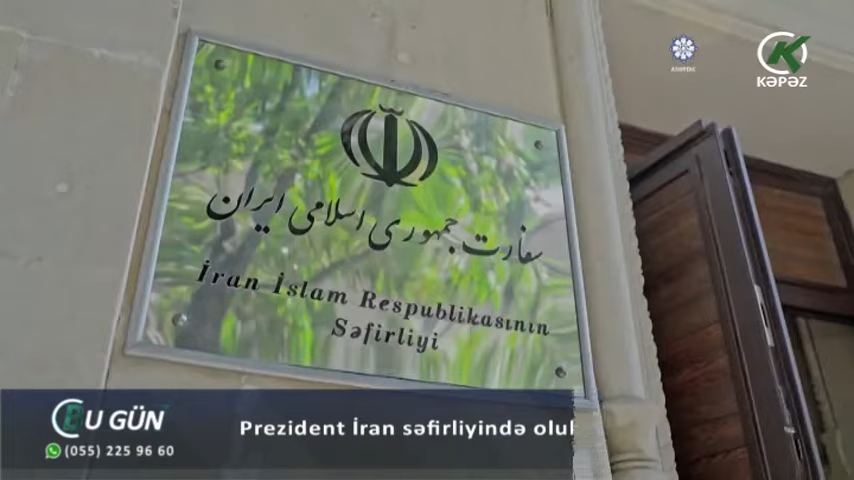 KƏPƏZ
سفارت جمهوری اسلامی ایران
İran İslam Respublikasının
Səfirliyi
BU GÜN
(055) 225 96 60
Prezident İran səfirliyində olub